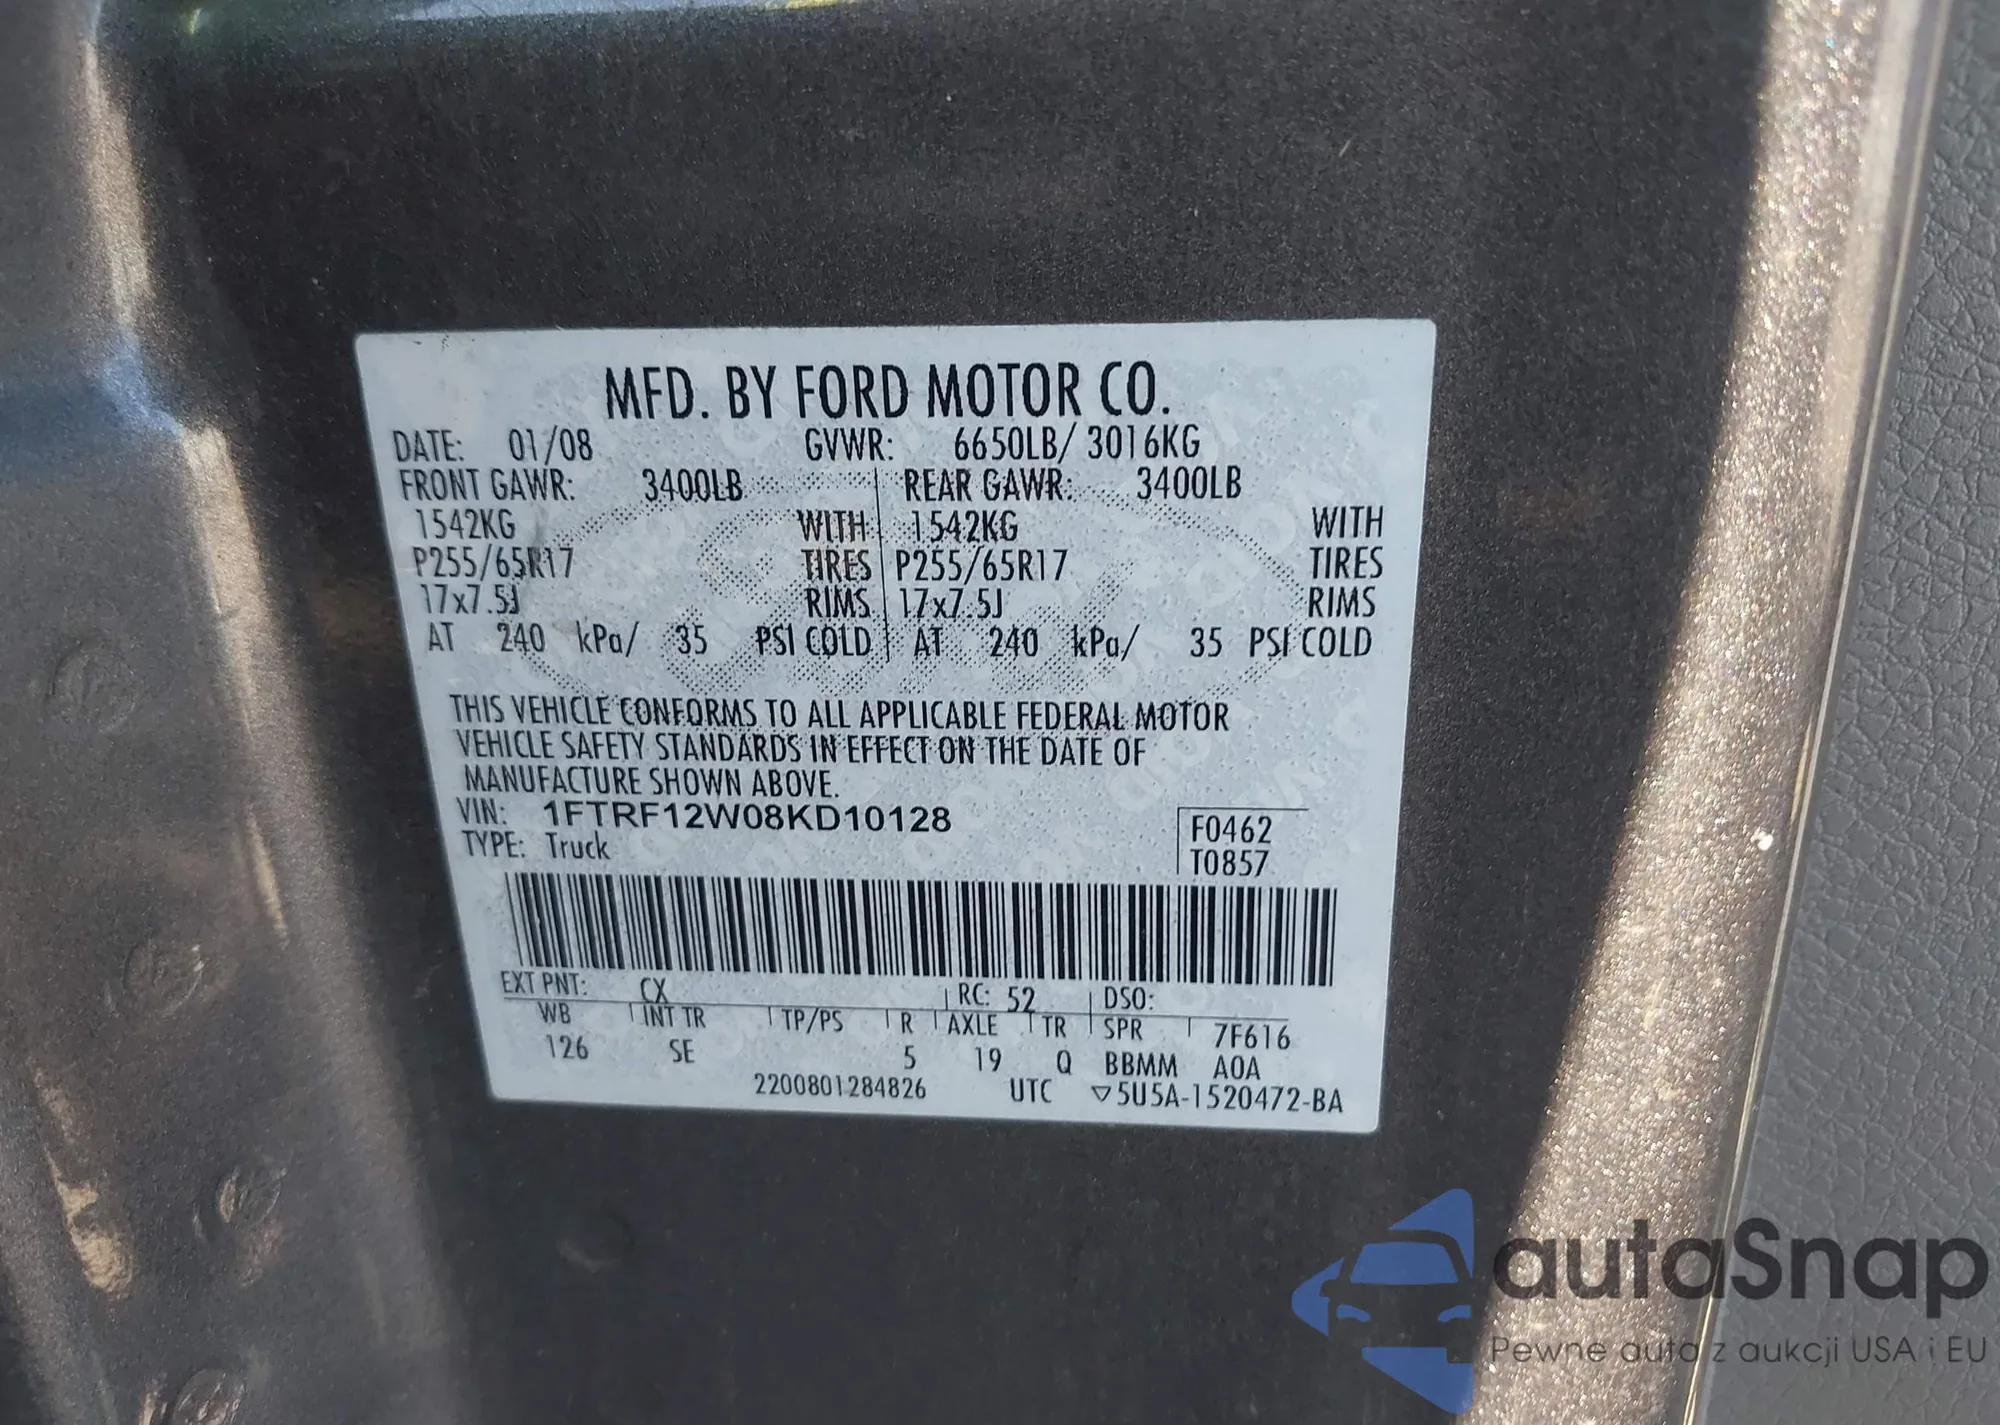 MFD. BY FORD MOTOR CO.
DATE: 01/08 GVWR: 6650LB/ 3016KG
FRONT GAWR: 3400LB REAR GAWR: 3400LB
1542KG WITH 1542KG WITH
P255/65R17 TIRES P255/65R17 TIRES
17x7.5J RIMS 17x7.5J RIMS
AT 240 kPa/ 35 PSI COLD AT 240 kPa/ 35 PSI COLD
THIS VEHICLE CONFORMS TO ALL APPLICABLE FEDERAL MOTOR
VEHICLE SAFETY STANDARDS IN EFFECT ON THE DATE OF
MANUFACTURE SHOWN ABOVE.
VIN: 1FTRF12W08KD10128
F0462
TYPE: Truck
T0857
EXT PNT: CX RC: 52 DSO:
WB INT TR TP/PS R AXLE TR SPR 7F616
126 SE 5 19 Q BBMM A0A
2200801284826 UTC ▽5U5A-1520472-BA
autaSnap
Pewne auto z aukcji USA i EU